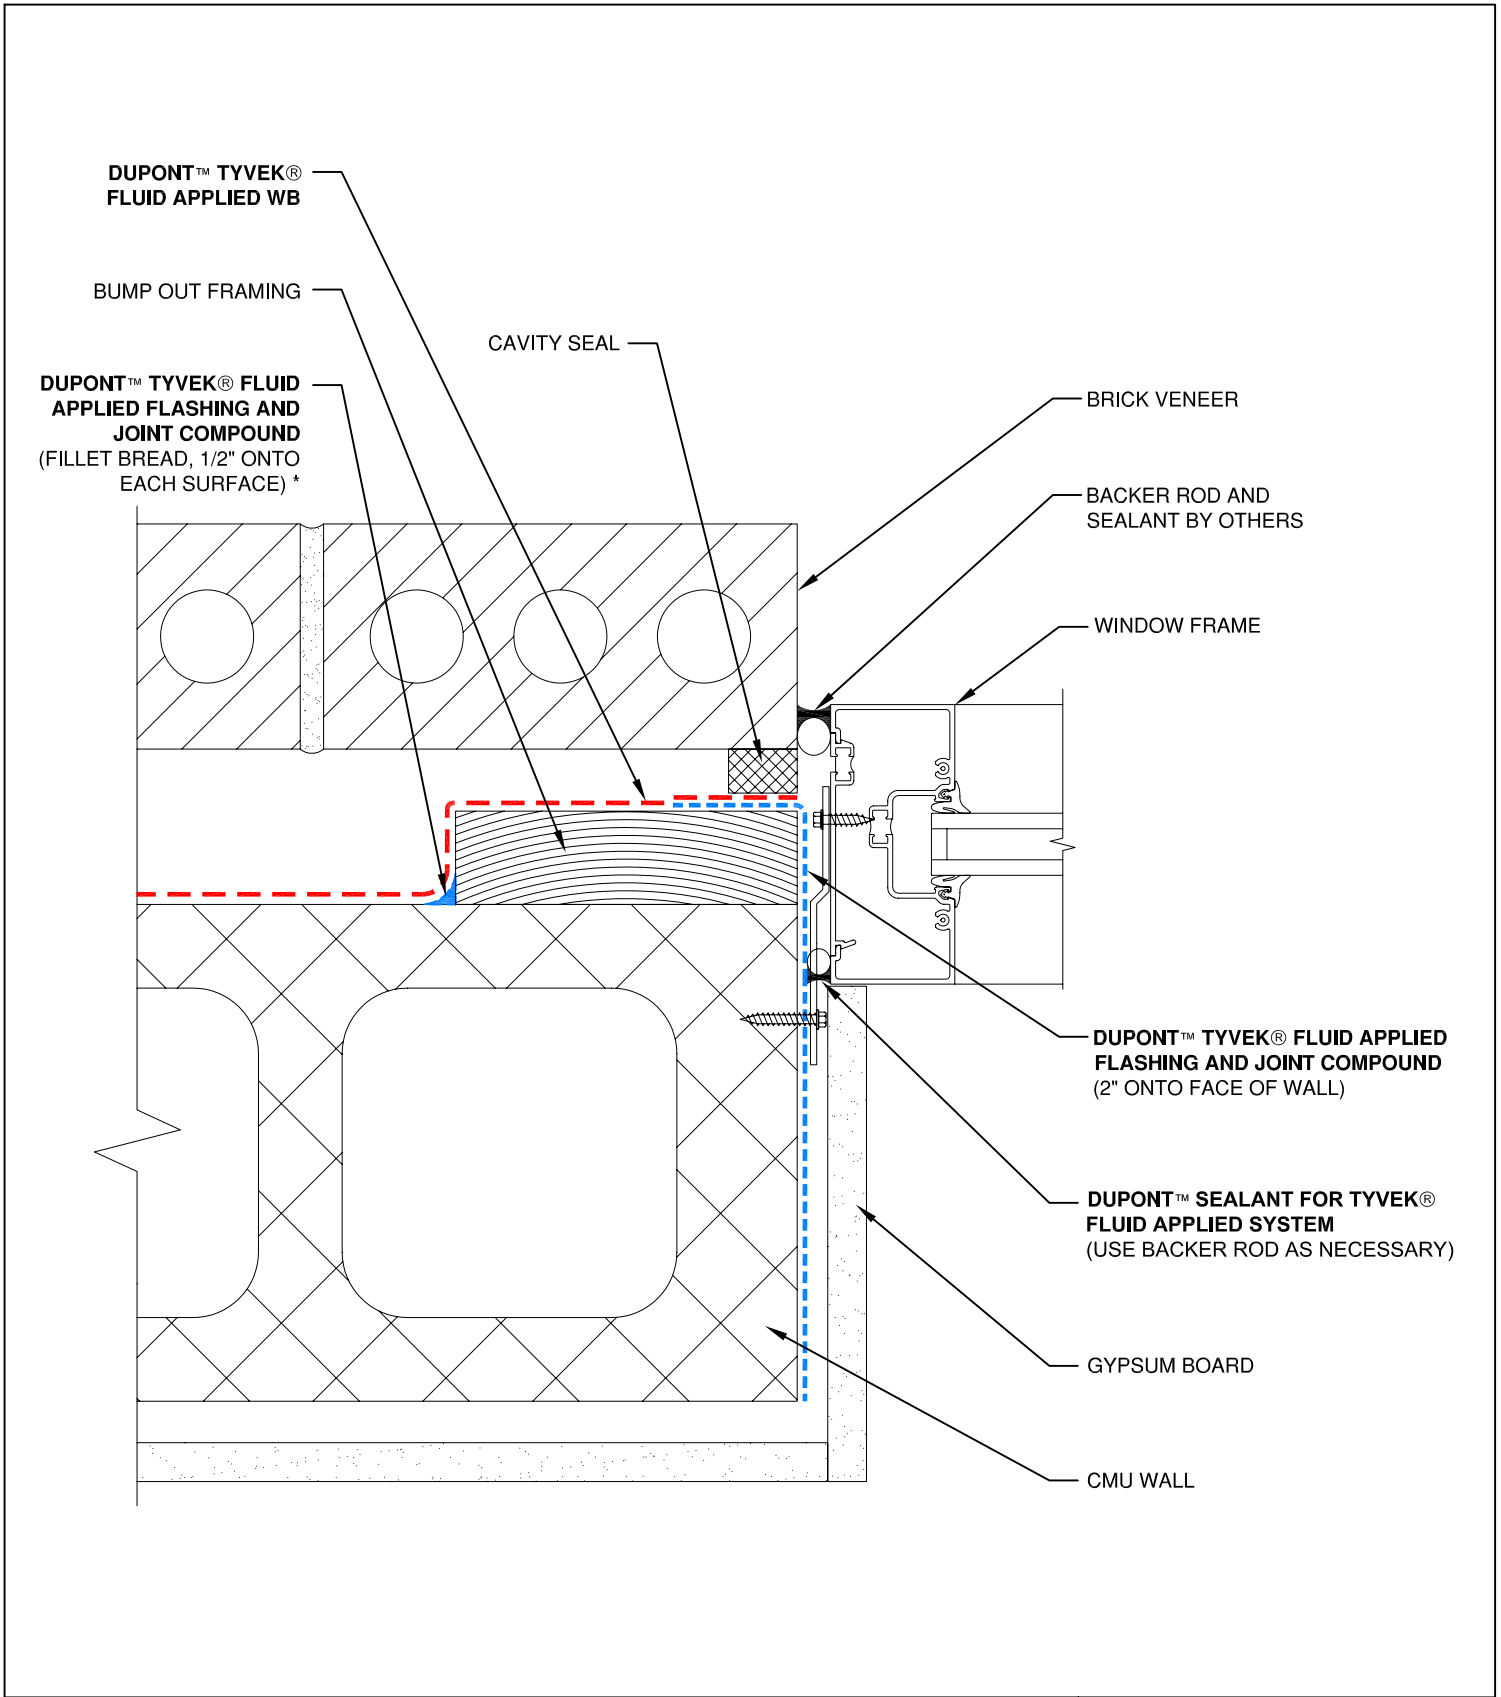 DUPONT™ TYVEK®
FLUID APPLIED WB
BUMP OUT FRAMING
CAVITY SEAL
DUPONT™ TYVEK® FLUID
APPLIED FLASHING AND
JOINT COMPOUND
(FILLET BREAD, 1/2" ONTO
EACH SURFACE) *
BRICK VENEER
BACKER ROD AND
SEALANT BY OTHERS
WINDOW FRAME
DUPONT™ TYVEK® FLUID APPLIED
FLASHING AND JOINT COMPOUND
(2" ONTO FACE OF WALL)
DUPONT™ SEALANT FOR TYVEK®
FLUID APPLIED SYSTEM
(USE BACKER ROD AS NECESSARY)
GYPSUM BOARD
CMU WALL